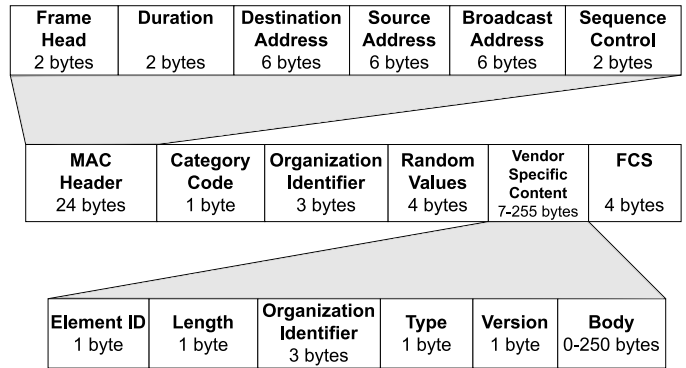 Frame Head 2 bytes
Duration 2 bytes
Destination Address 6 bytes
Source Address 6 bytes
Broadcast Address 6 bytes
Sequence Control 2 bytes
MAC Header 24 bytes
Category Code 1 byte
Organization Identifier 3 bytes
Random Values 4 bytes
Vendor Specific Content 7-255 bytes
FCS 4 bytes
Element ID 1 byte
Length 1 byte
Organization Identifier 3 bytes
Type 1 byte
Version 1 byte
Body 0-250 bytes